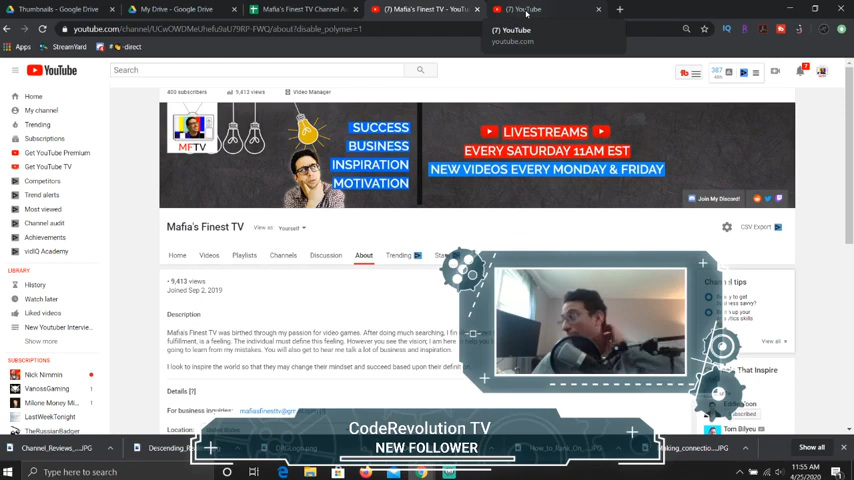 Thumbnails - Google Drive
My Drive - Google Drive
Mafia's Finest TV Channel A
(7) Mafia's Finest TV - YouTu
(7) YouTube
youtube.com/channel/UCwOWDMeUhefu9aU79RP-FWQ/about?disable_polymer=1
(7) YouTube
youtube.com
Apps
StreamYard
#-direct
YouTube
Search
387
400 subscribers
9,413 views
Video Manager
Home
My channel
Trending
Subscriptions
Get YouTube Premium
Get YouTube TV
Competitors
Trend alerts
Most viewed
Channel audit
Achievements
vidIQ Academy
LIBRARY
History
Watch later
Liked videos
New Youtuber Intervie...
Show more
SUBSCRIPTIONS
Nick Nimmin
VanossGaming
1
Milone Money Mi...
1
LastWeekTonight
TheRussianBadger
MFTV
SUCCESS
BUSINESS
INSPIRATION
MOTIVATION
LIVESTREAMS
EVERY SATURDAY 11AM EST
NEW VIDEOS EVERY MONDAY & FRIDAY
Join My Discord!
Mafia's Finest TV
View as
Yourself
CSV Export
Home
Videos
Playlists
Channels
Discussion
About
Trending
• 9,413 views
Joined Sep 2, 2019
Description
Mafia's Finest TV was birthed through my passion for video games. After doing much searching, I
fulfillment, is a feeling. The individual must define this feeling. However you see the vision; I am here
going to learn from my mistakes. You will also get to hear me talk a lot of business and inspiration.
I look to inspire the world so that they may change their mindset and succeed based upon their
Details [?]
For business inquiries:
Channel tips
View all
That Inspire
Tom Bilyeu
CodeRevolution TV
NEW FOLLOWER
Channel_Reviews_....JPG
Show all
Type here to search
11:55 AM
4/25/2020